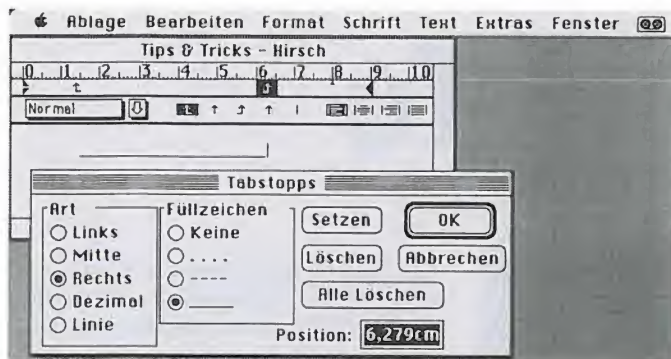 Ablage Bearbeiten Format Schrift Text Extras Fenster
Tips & Tricks - Hirsch
0 1 2 3 4 5 6 7 8 9 10
Normal
Tabstopps
Art
Links
Mitte
Rechts
Dezimal
Linie
Füllzeichen
Keine
. . . .
----
____
Setzen
OK
Löschen
Abbrechen
Alle Löschen
Position: 6,279cm